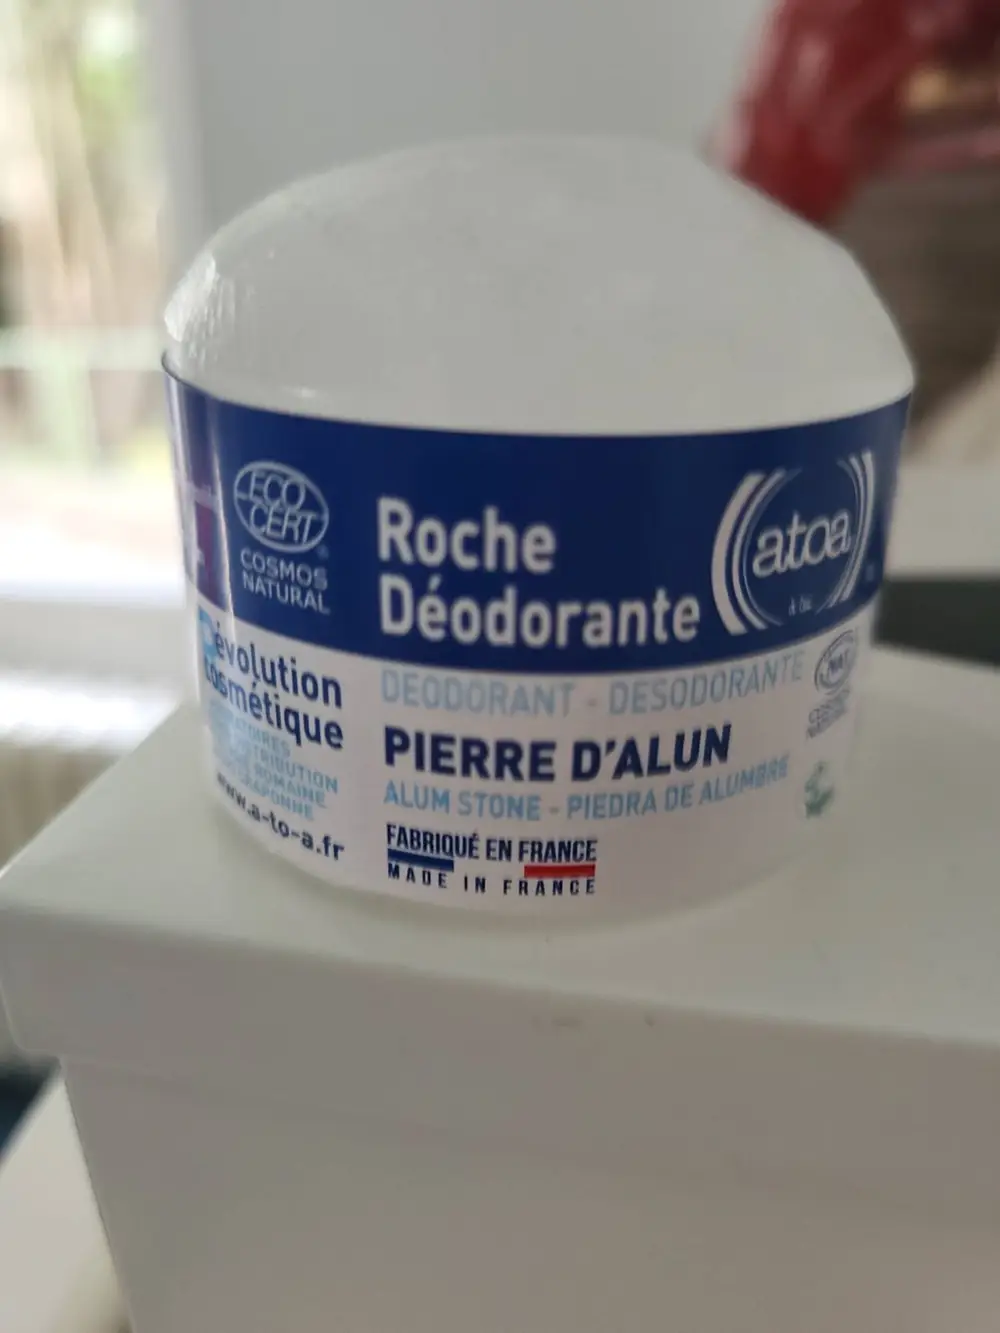 ECO
CERT
COSMOS
NATURAL
Roche
Déodorante
atoa
DEODORANT - DESODORANTE
PIERRE D'ALUN
ALUM STONE - PIEDRA DE ALUMBRE
FABRIQUÉ EN FRANCE
MADE IN FRANCE
évolution
cosmétique
ROMAINE
www.a-to-a.fr